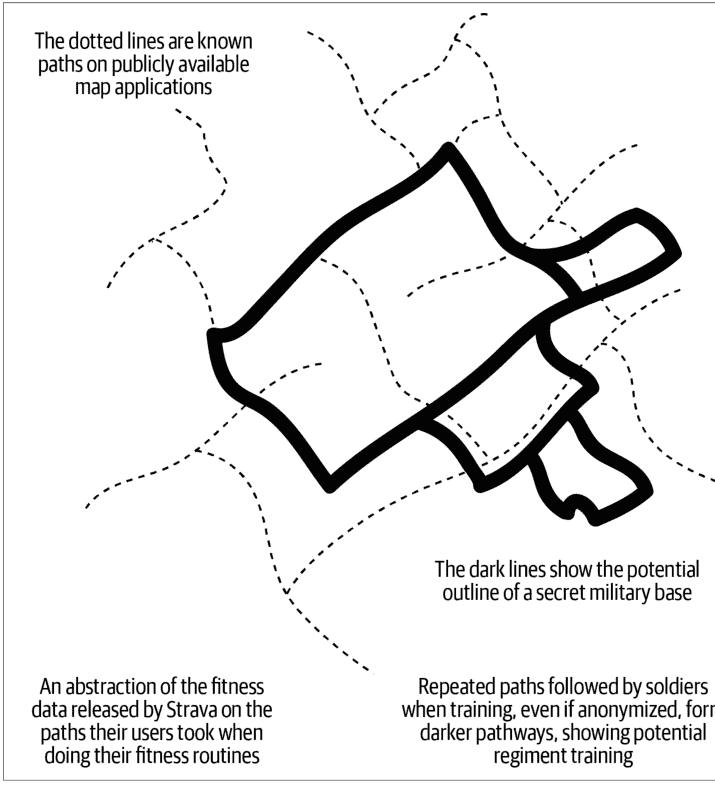 The dotted lines are known
paths on publicly available
map applications
The dark lines show the potential
outline of a secret military base
An abstraction of the fitness
data released by Strava on the
paths their users took when
doing their fitness routines
Repeated paths followed by soldiers
when training, even if anonymized, form
darker pathways, showing potential
regiment training